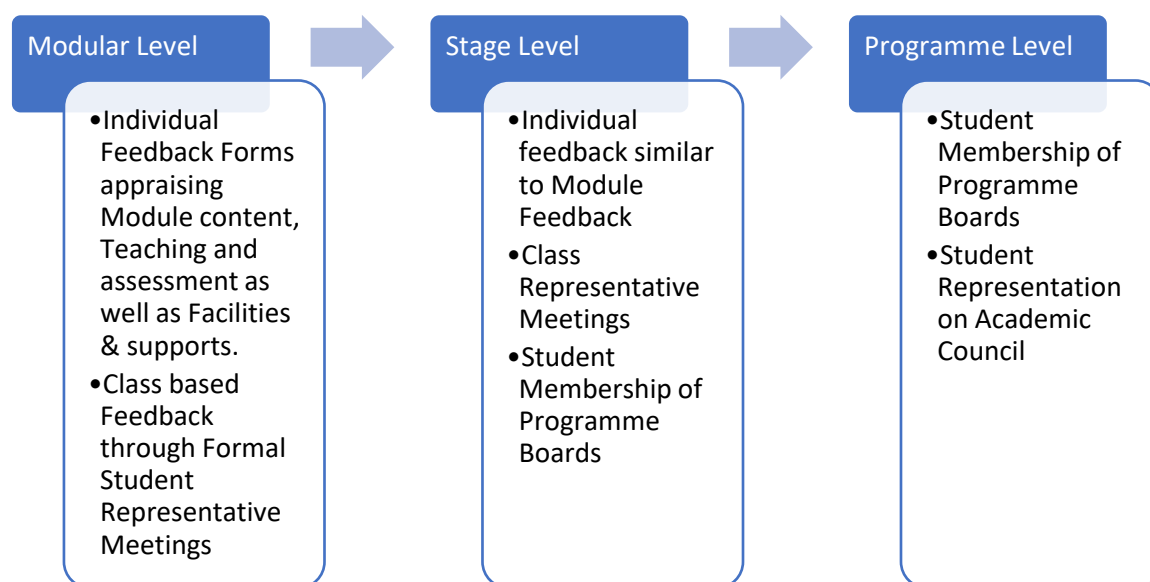 Modular Level
•Individual
Feedback Forms
appraising
Module content,
Teaching and
assessment as
well as Facilities
& supports.
•Class based
Feedback
through Formal
Student
Representative
Meetings
Stage Level
•Individual
feedback similar
to Module
Feedback
•Class
Representative
Meetings
•Student
Membership of
Programme
Boards
Programme Level
•Student
Membership of
Programme
Boards
•Student
Representation
on Academic
Council